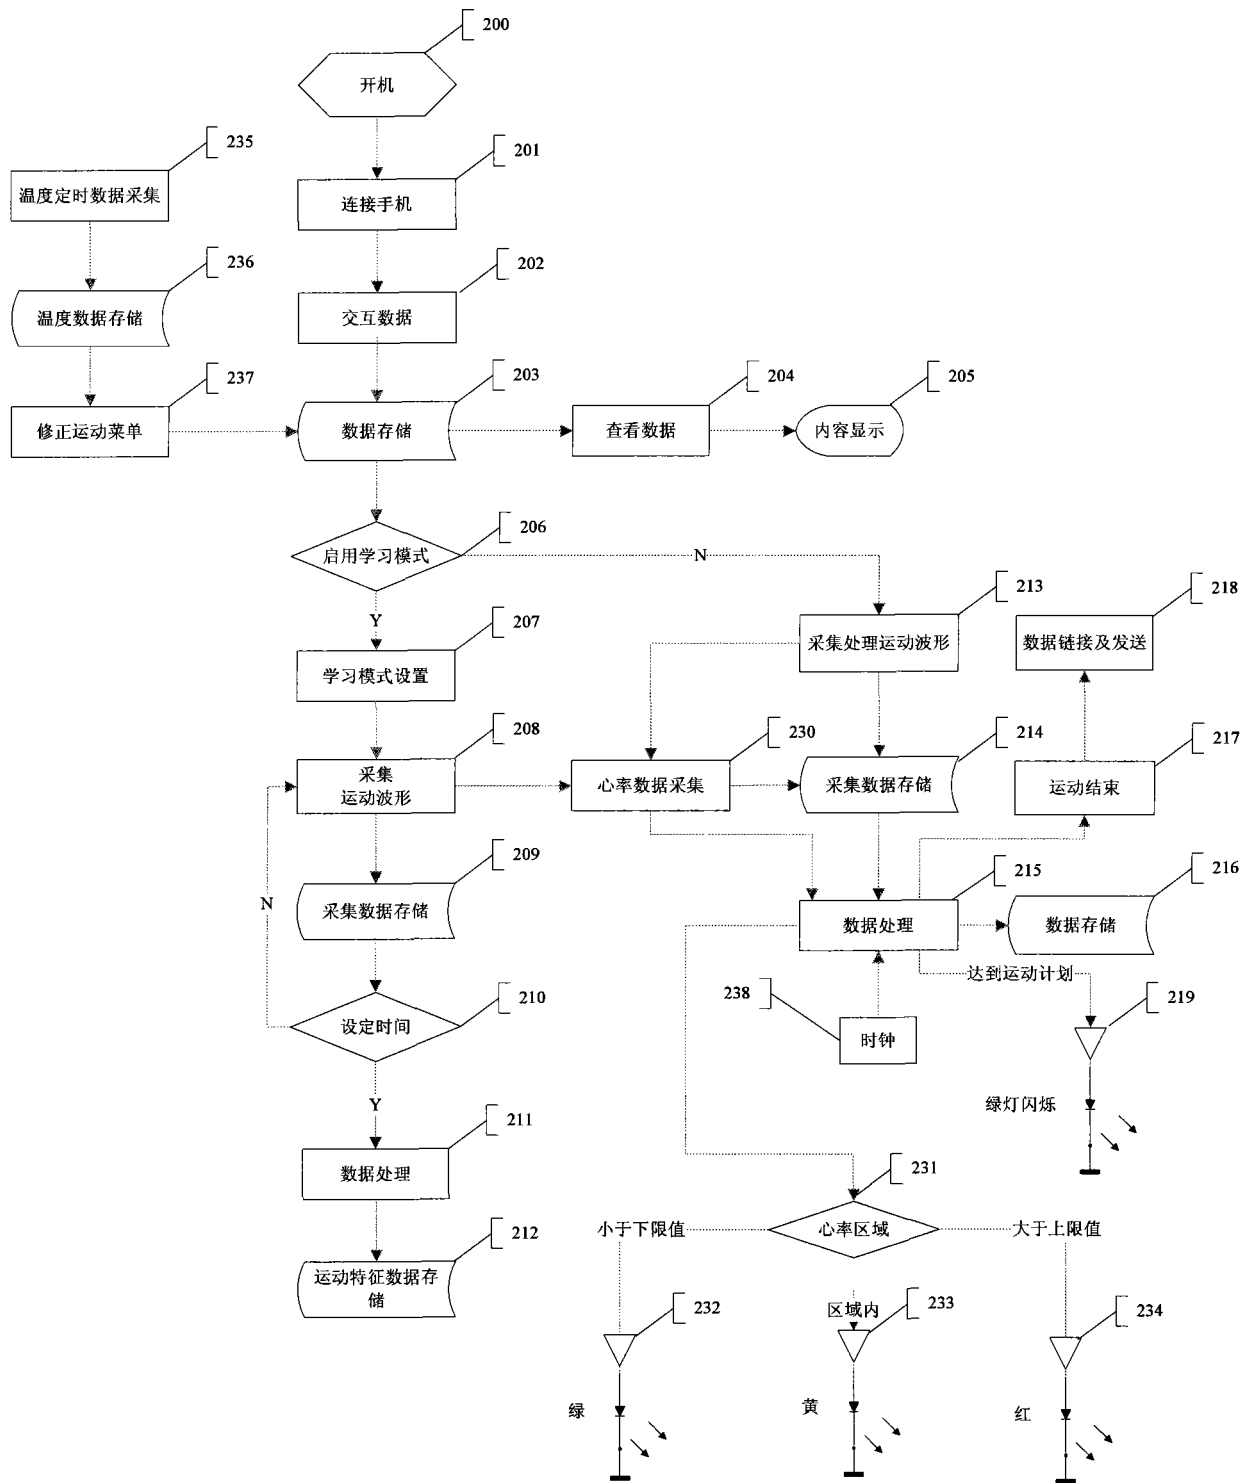 200
开机
235
201
温度定时数据采集
连接手机
236
202
温度数据存储
交互数据
237
203
204
205
修正运动菜单
数据存储
查看数据
内容显示
206
启用学习模式
N
213
218
Y
207
采集处理运动波形
数据链接及发送
学习模式设置
208
230
214
217
采集
运动波形
心率数据采集
采集数据存储
运动结束
209
215
216
N
采集数据存储
数据处理
数据存储
达到运动计划
210
238
219
设定时间
时钟
Y
绿灯闪烁
211
数据处理
231
小于下限值
心率区域
大于上限值
212
运动特征数据存
储
232
区域内
233
234
绿
黄
红